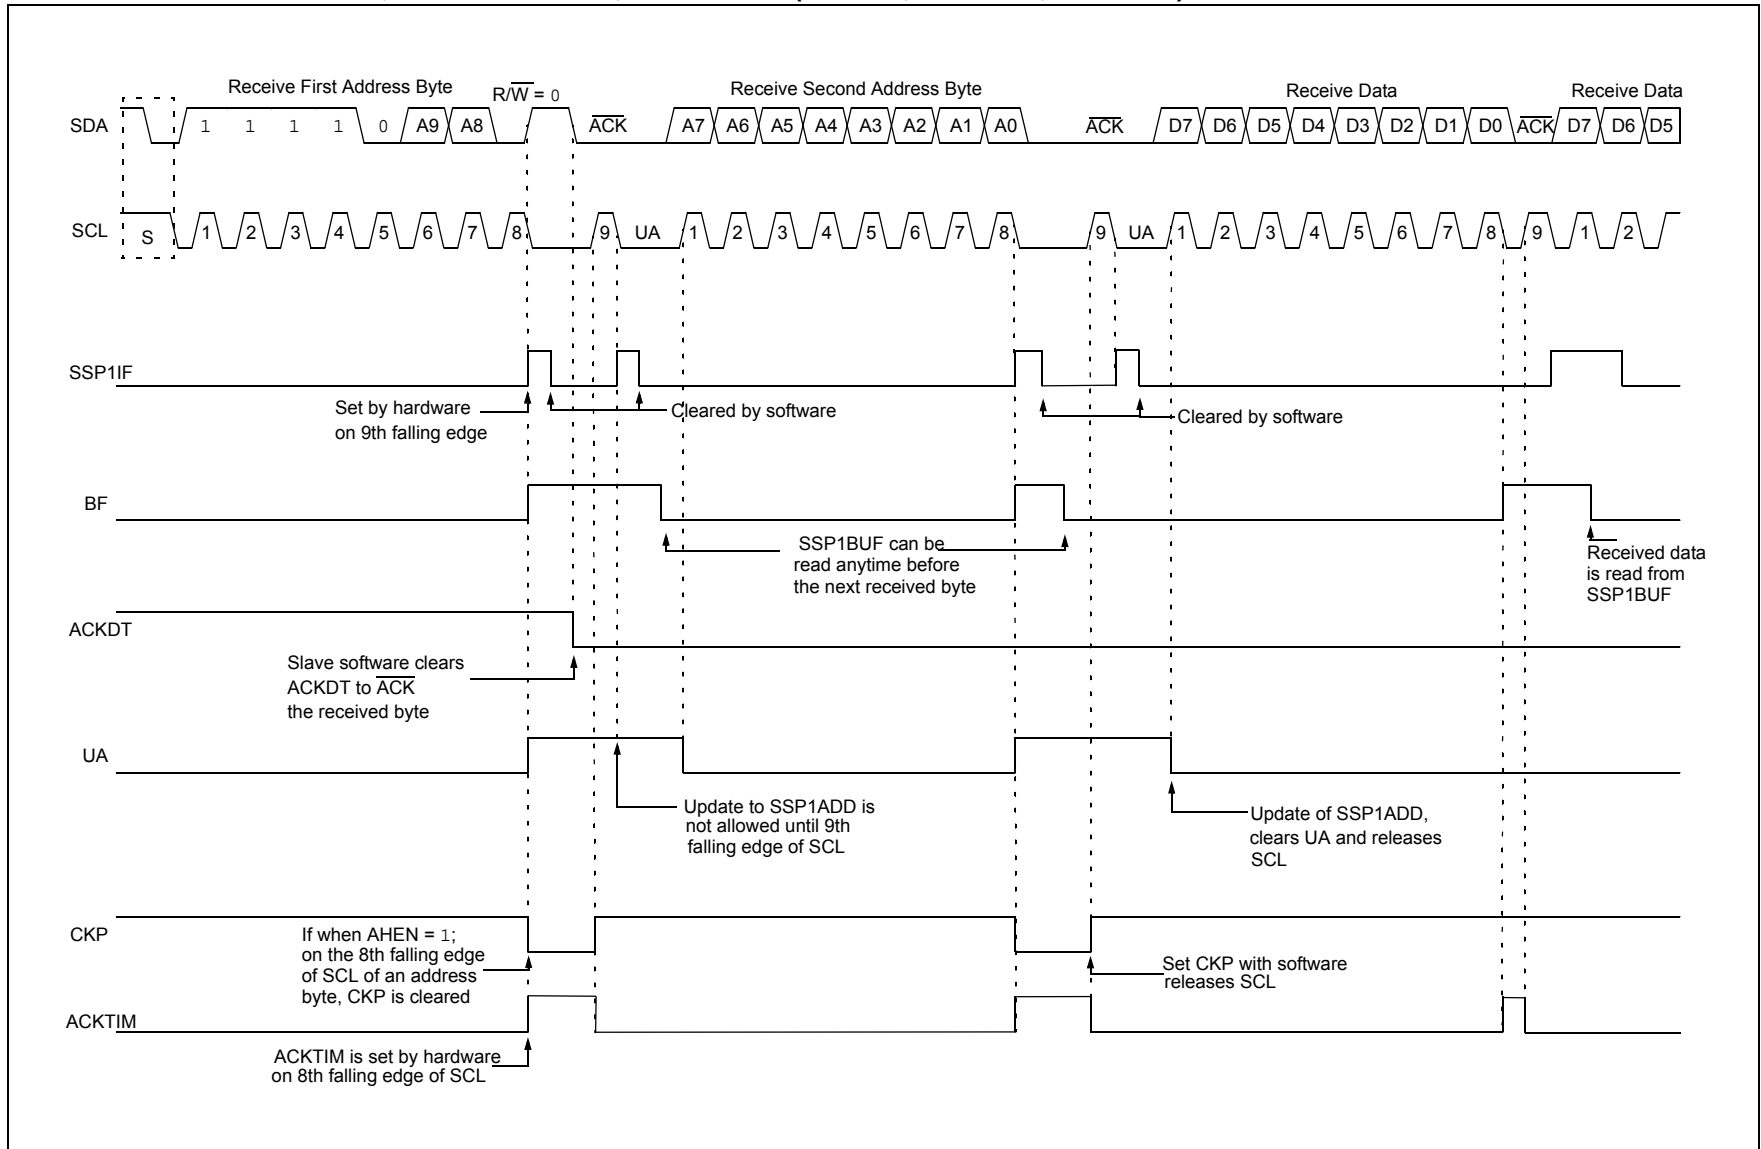 Receive First Address Byte
R/W = 0
Receive Second Address Byte
Receive Data
Receive Data
SDA
1 1 1 1 0 A9 A8
ACK
A7 A6 A5 A4 A3 A2 A1 A0
ACK
D7 D6 D5 D4 D3 D2 D1 D0
ACK
D7 D6 D5
SCL
S
1 2 3 4 5 6 7 8 9 UA 1 2 3 4 5 6 7 8 9 UA 1 2 3 4 5 6 7 8 9 1 2
SSP1IF
Set by hardware
on 9th falling edge
Cleared by software
Cleared by software
BF
SSP1BUF can be
read anytime before
the next received byte
Received data
is read from
SSP1BUF
ACKDT
Slave software clears
ACKDT to ACK
the received byte
UA
Update to SSP1ADD is
not allowed until 9th
falling edge of SCL
Update of SSP1ADD,
clears UA and releases
SCL
CKP
If when AHEN = 1;
on the 8th falling edge
of SCL of an address
byte, CKP is cleared
Set CKP with software
releases SCL
ACKTIM
ACKTIM is set by hardware
on 8th falling edge of SCL